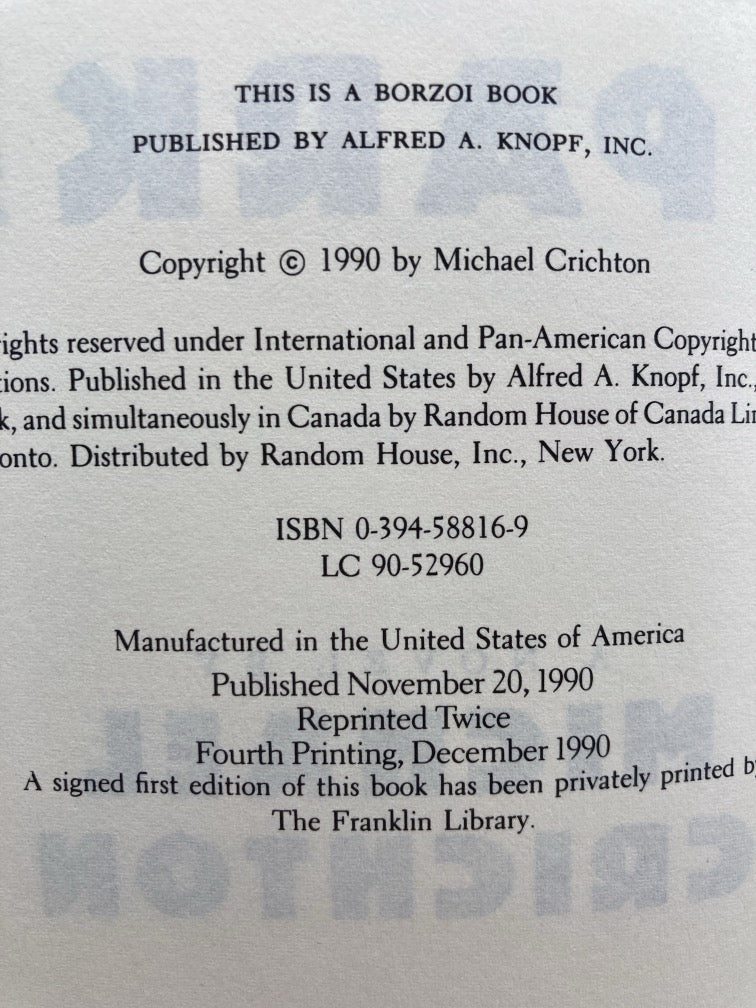 THIS IS A BORZOI BOOK
PUBLISHED BY ALFRED A. KNOPF, INC.
Copyright © 1990 by Michael Crichton
ights reserved under International and Pan-American Copyright
ions. Published in the United States by Alfred A. Knopf, Inc.,
k, and simultaneously in Canada by Random House of Canada Lim
onto. Distributed by Random House, Inc., New York.
ISBN 0-394-58816-9
LC 90-52960
Manufactured in the United States of America
Published November 20, 1990
Reprinted Twice
Fourth Printing, December 1990
A signed first edition of this book has been privately printed by
The Franklin Library.